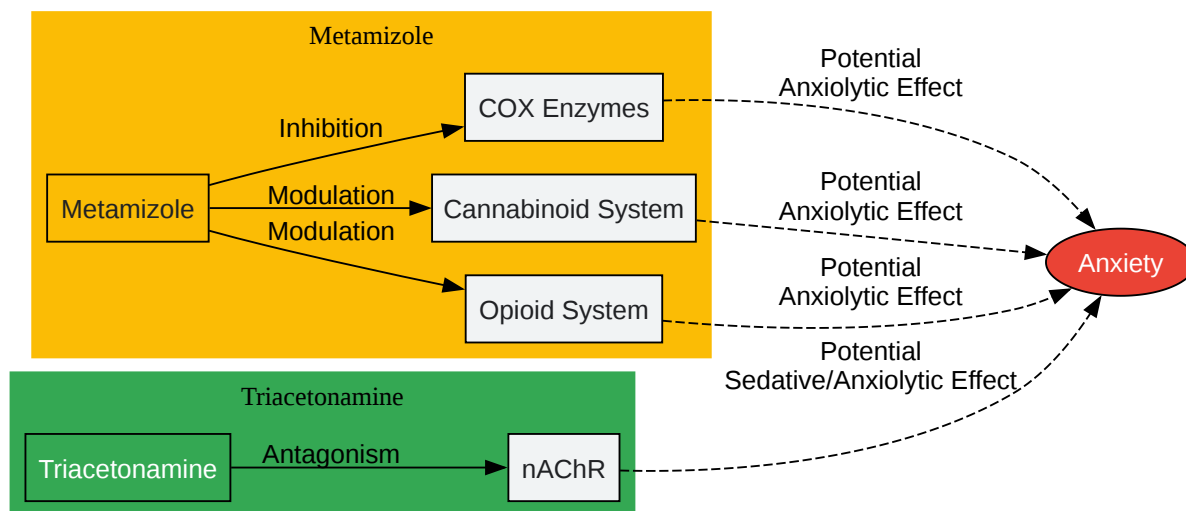 Metamizole
Potential
Anxiolytic Effect
COX Enzymes
Inhibition
Metamizole
Modulation
Cannabinoid System
Potential
Anxiolytic Effect
Modulation
Anxiety
Opioid System
Potential
Anxiolytic Effect
Potential
Sedative/Anxiolytic Effect
Triacetonamine
Triacetonamine
Antagonism
nAChR